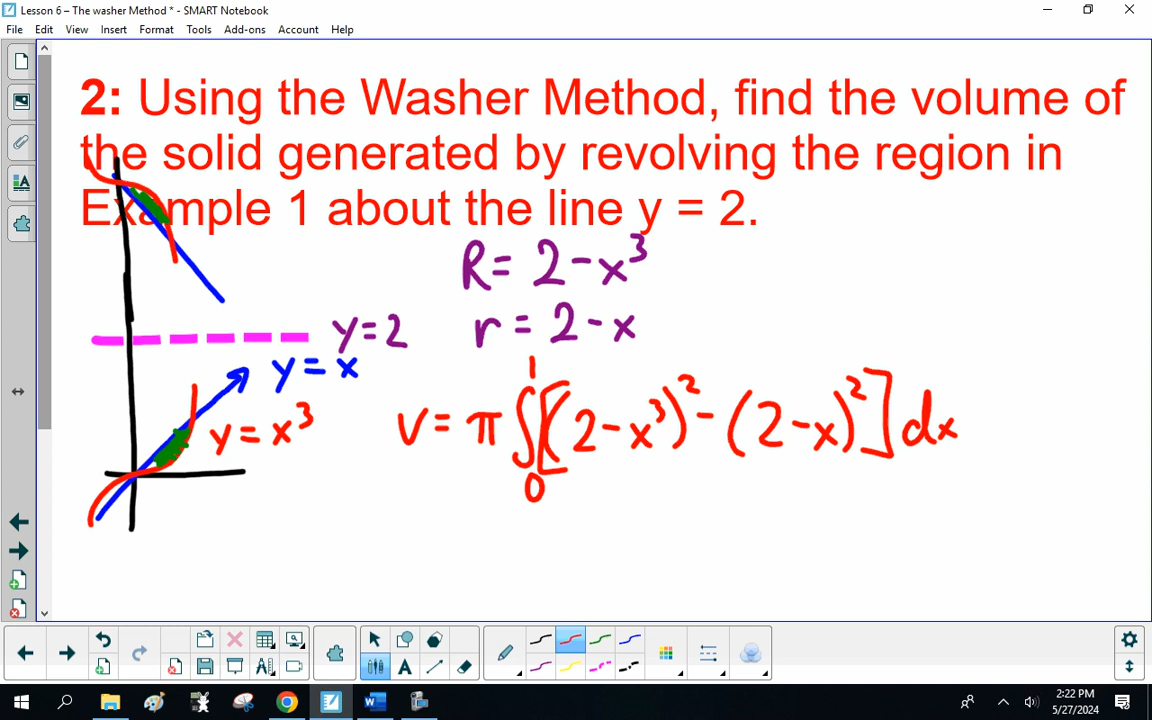 Lesson 6 – The washer Method * - SMART Notebook
File Edit View Insert Format Tools Add-ons Account Help
2: Using the Washer Method, find the volume of
the solid generated by revolving the region in
Example 1 about the line y = 2.
R = 2 - x³
y = 2
r = 2 - x
y = x
y = x³
V = π ∫₀¹ [(2 - x³)² - (2 - x)²] dx
2:22 PM
5/27/2024